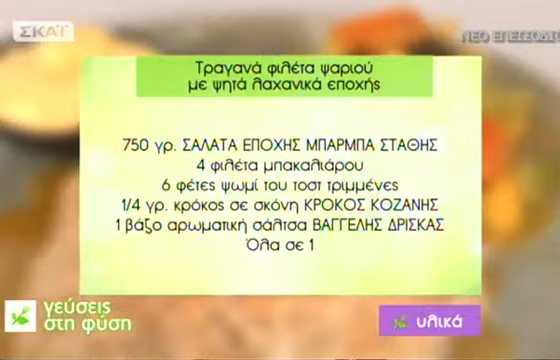 ΣΚΑΪ
ΝΕΟ ΕΠΕΙΣΟΔΙΟ
Τραγανά φιλέτα ψαριού
με ψητά λαχανικά εποχής
750 γρ. ΣΑΛΑΤΑ ΕΠΟΧΗΣ ΜΠΑΡΜΠΑ ΣΤΑΘΗΣ
4 φιλέτα μπακαλιάρου
6 φέτες ψωμί του τοστ τριμμένες
1/4 γρ. κρόκος σε σκόνη ΚΡΟΚΟΣ ΚΟΖΑΝΗΣ
1 βάζο αρωματική σάλτσα ΒΑΓΓΕΛΗΣ ΔΡΙΣΚΑΣ
Όλα σε 1
γεύσεις
στη φύση
υλικά